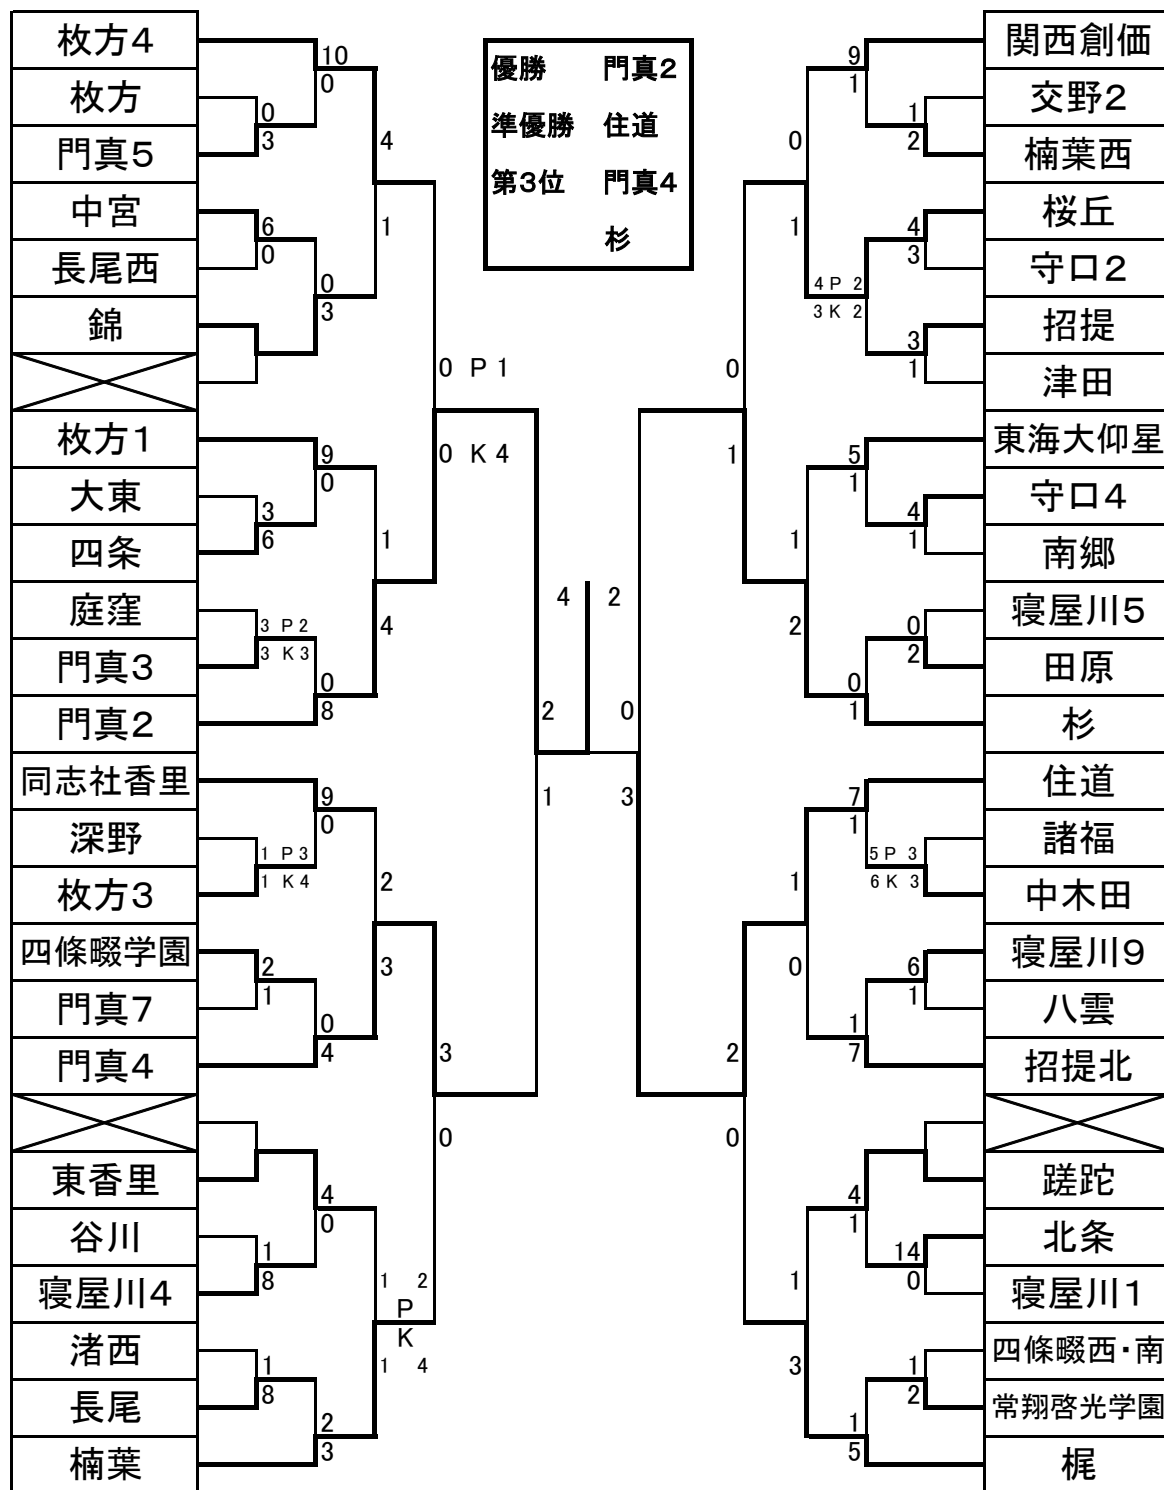 枚方4
枚方
門真5
中宮
長尾西
錦
枚方1
大東
四条
庭窪
門真3
門真2
同志社香里
深野
枚方3
四條畷学園
門真7
門真4
東香里
谷川
寝屋川4
渚西
長尾
楠葉
10
0
0
3
6
0
0
3
9
0
3
6
3 P 2
3 K 3
0
8
9
0
1 P 3
1 K 4
2
1
0
4
4
0
1
8
1
8
2
3
4
1
1
4
2
3
1 2
P
K
1 4
0 P 1
0 K 4
3
0
2
1
優勝 門真2
準優勝 住道
第3位 門真4
杉
4 2
0
3
0
1
2
0
0
1
1
2
1
0
1
3
9
1
4 P 2
3 K 2
5
1
0
1
7
1
1
7
4
1
1
5
1
2
4
3
3
1
4
1
0
2
5 P 3
6 K 3
6
1
14
0
1
2
関西創価
交野2
楠葉西
桜丘
守口2
招提
津田
東海大仰星
守口4
南郷
寝屋川5
田原
杉
住道
諸福
中木田
寝屋川9
八雲
招提北
蹉跎
北条
寝屋川1
四條畷西・南
常翔啓光学園
梶